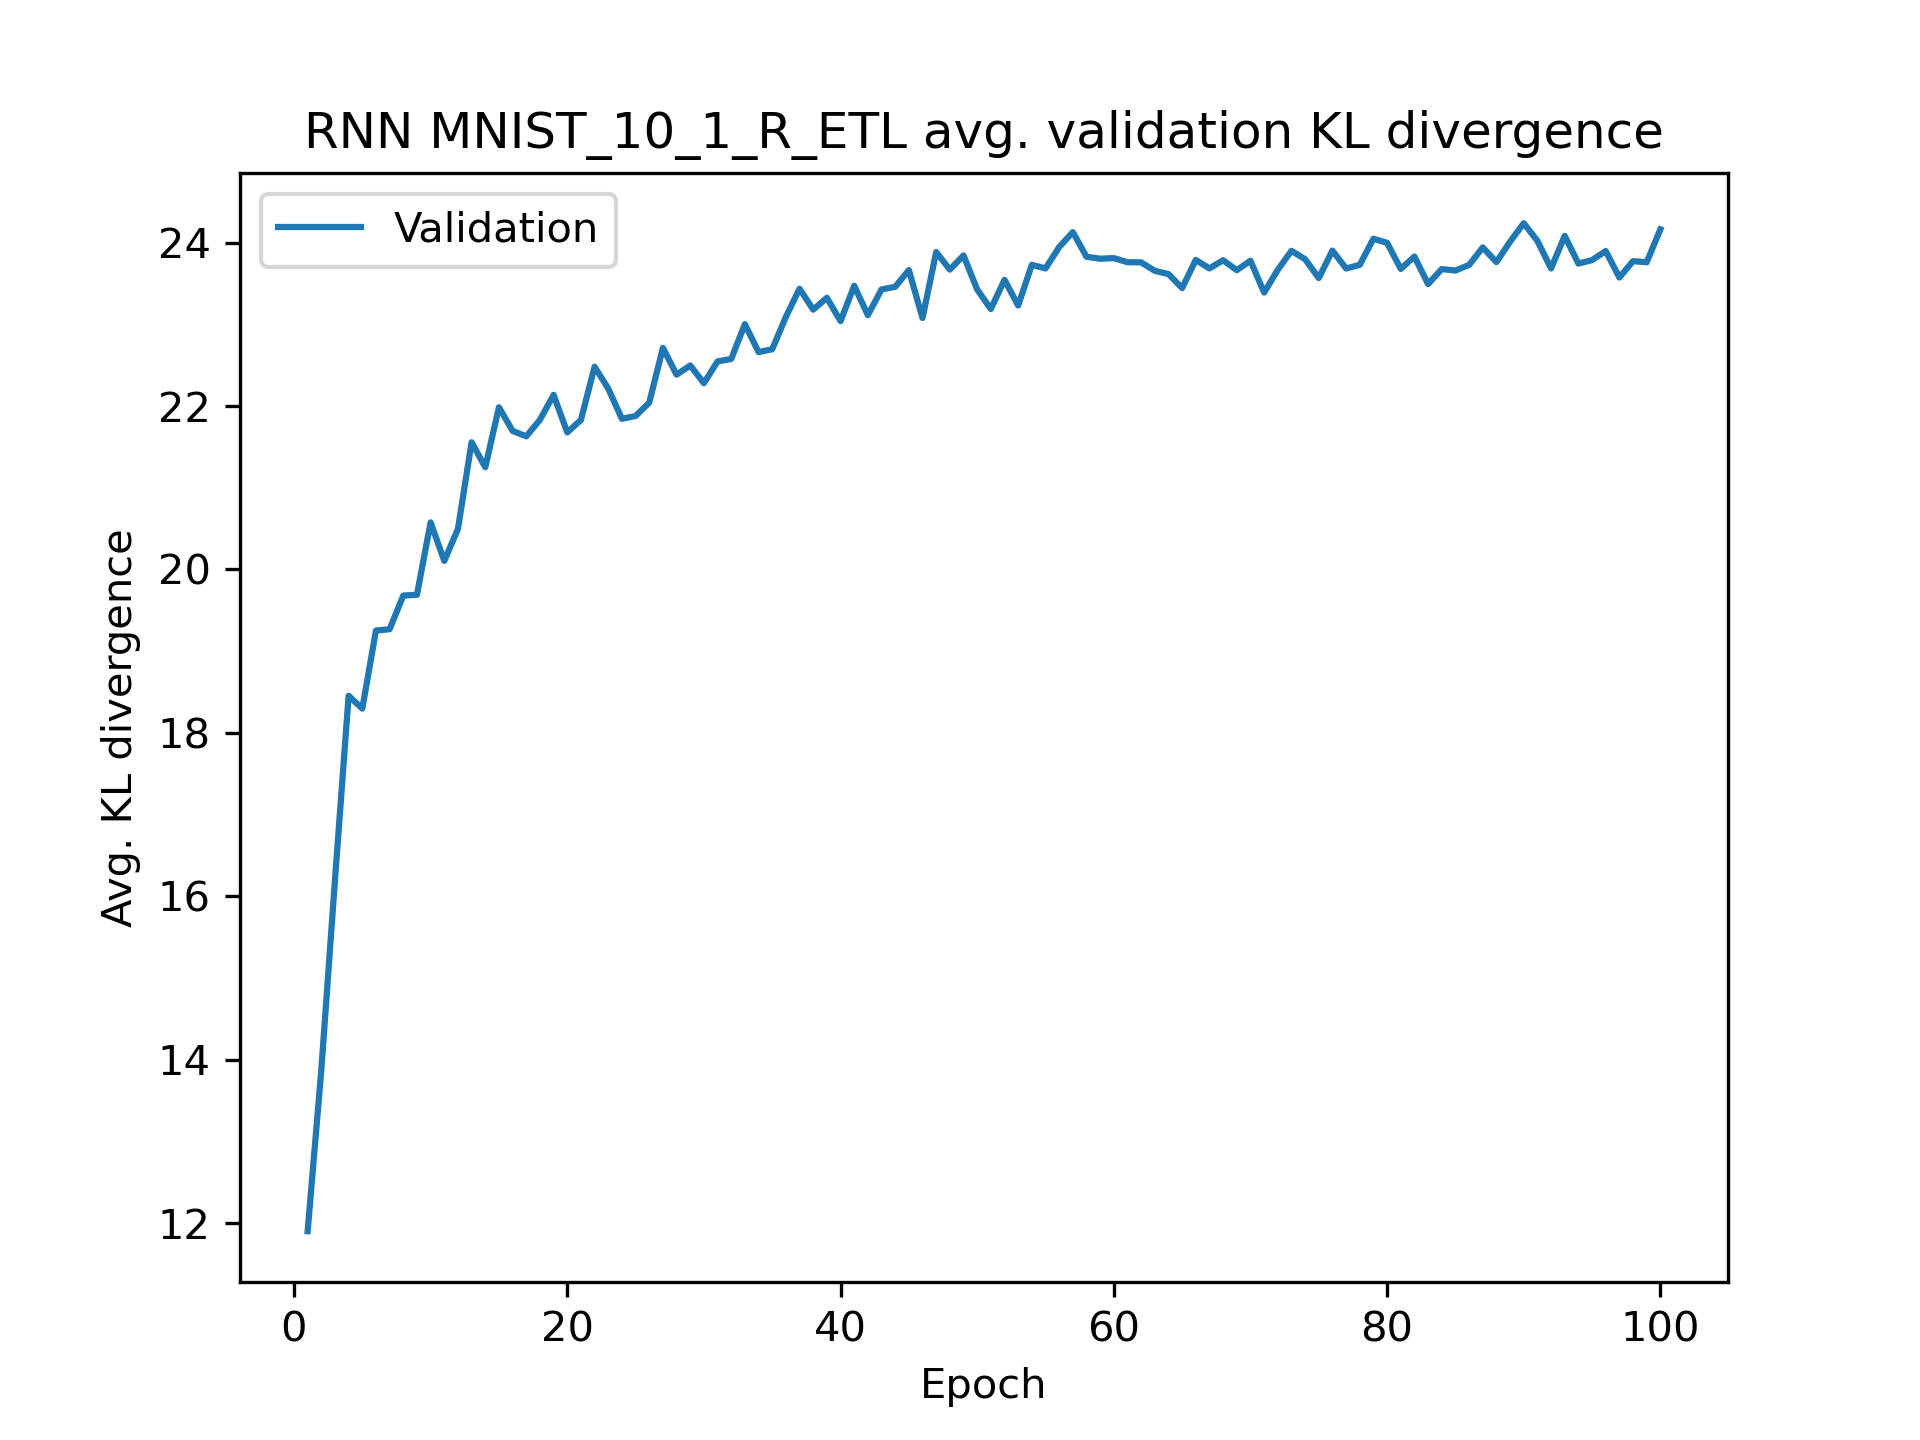 RNN MNIST_10_1_R_ETL avg. validation KL divergence
Validation
24
22
20
18
16
14
12
Avg. KL divergence
0 20 40 60 80 100
Epoch